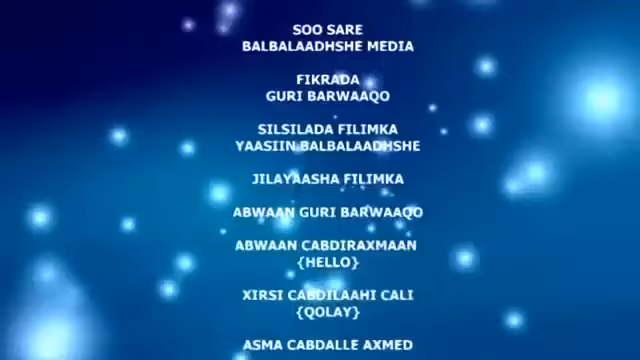 SOO SARE
BALBALAADHSHE MEDIA
FIKRADA
GURI BARWAAQO
SILSILADA FILIMKA
YAASIIN BALBALAADHSHE
JILAYAASHA FILIMKA
ABWAAN GURI BARWAAQO
ABWAAN CABDIRAXMAAN
{HELLO}
XIRSI CABDILAAHI CALI
{QOLAY}
ASMA CABDALLE AXMED